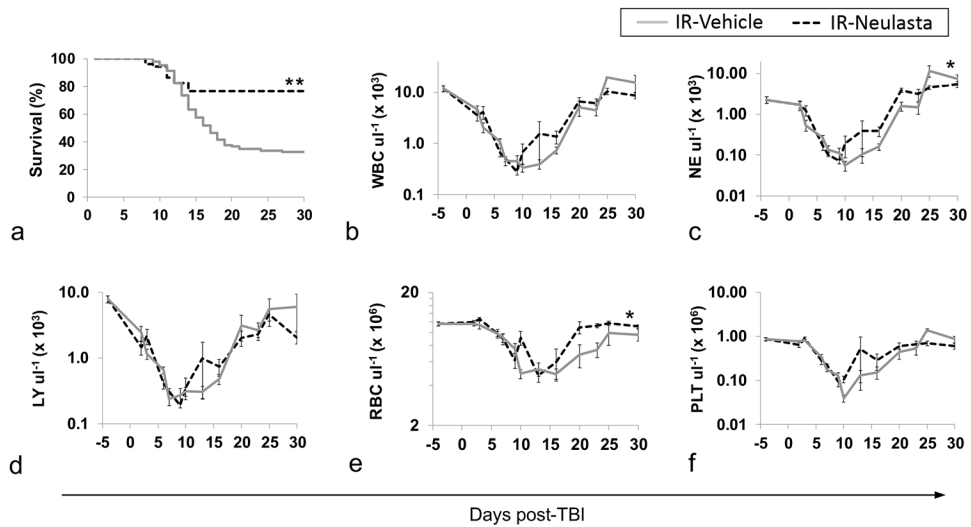 IR-Vehicle IR-Neulasta
Survival (%)
100
80
60
40
20
0
**
0 5 10 15 20 25 30
a
WBC ul⁻¹ (x 10³)
10.0
1.0
0.1
-5 0 5 10 15 20 25 30
b
NE ul⁻¹ (x 10³)
10.00
1.00
0.10
0.01
*
-5 0 5 10 15 20 25 30
c
LY ul⁻¹ (x 10³)
10.0
1.0
0.1
-5 0 5 10 15 20 25 30
d
RBC ul⁻¹ (x 10⁶)
20
2
*
-5 0 5 10 15 20 25 30
e
PLT ul⁻¹ (x 10⁶)
10.00
1.00
0.10
0.01
-5 0 5 10 15 20 25 30
f
Days post-TBI